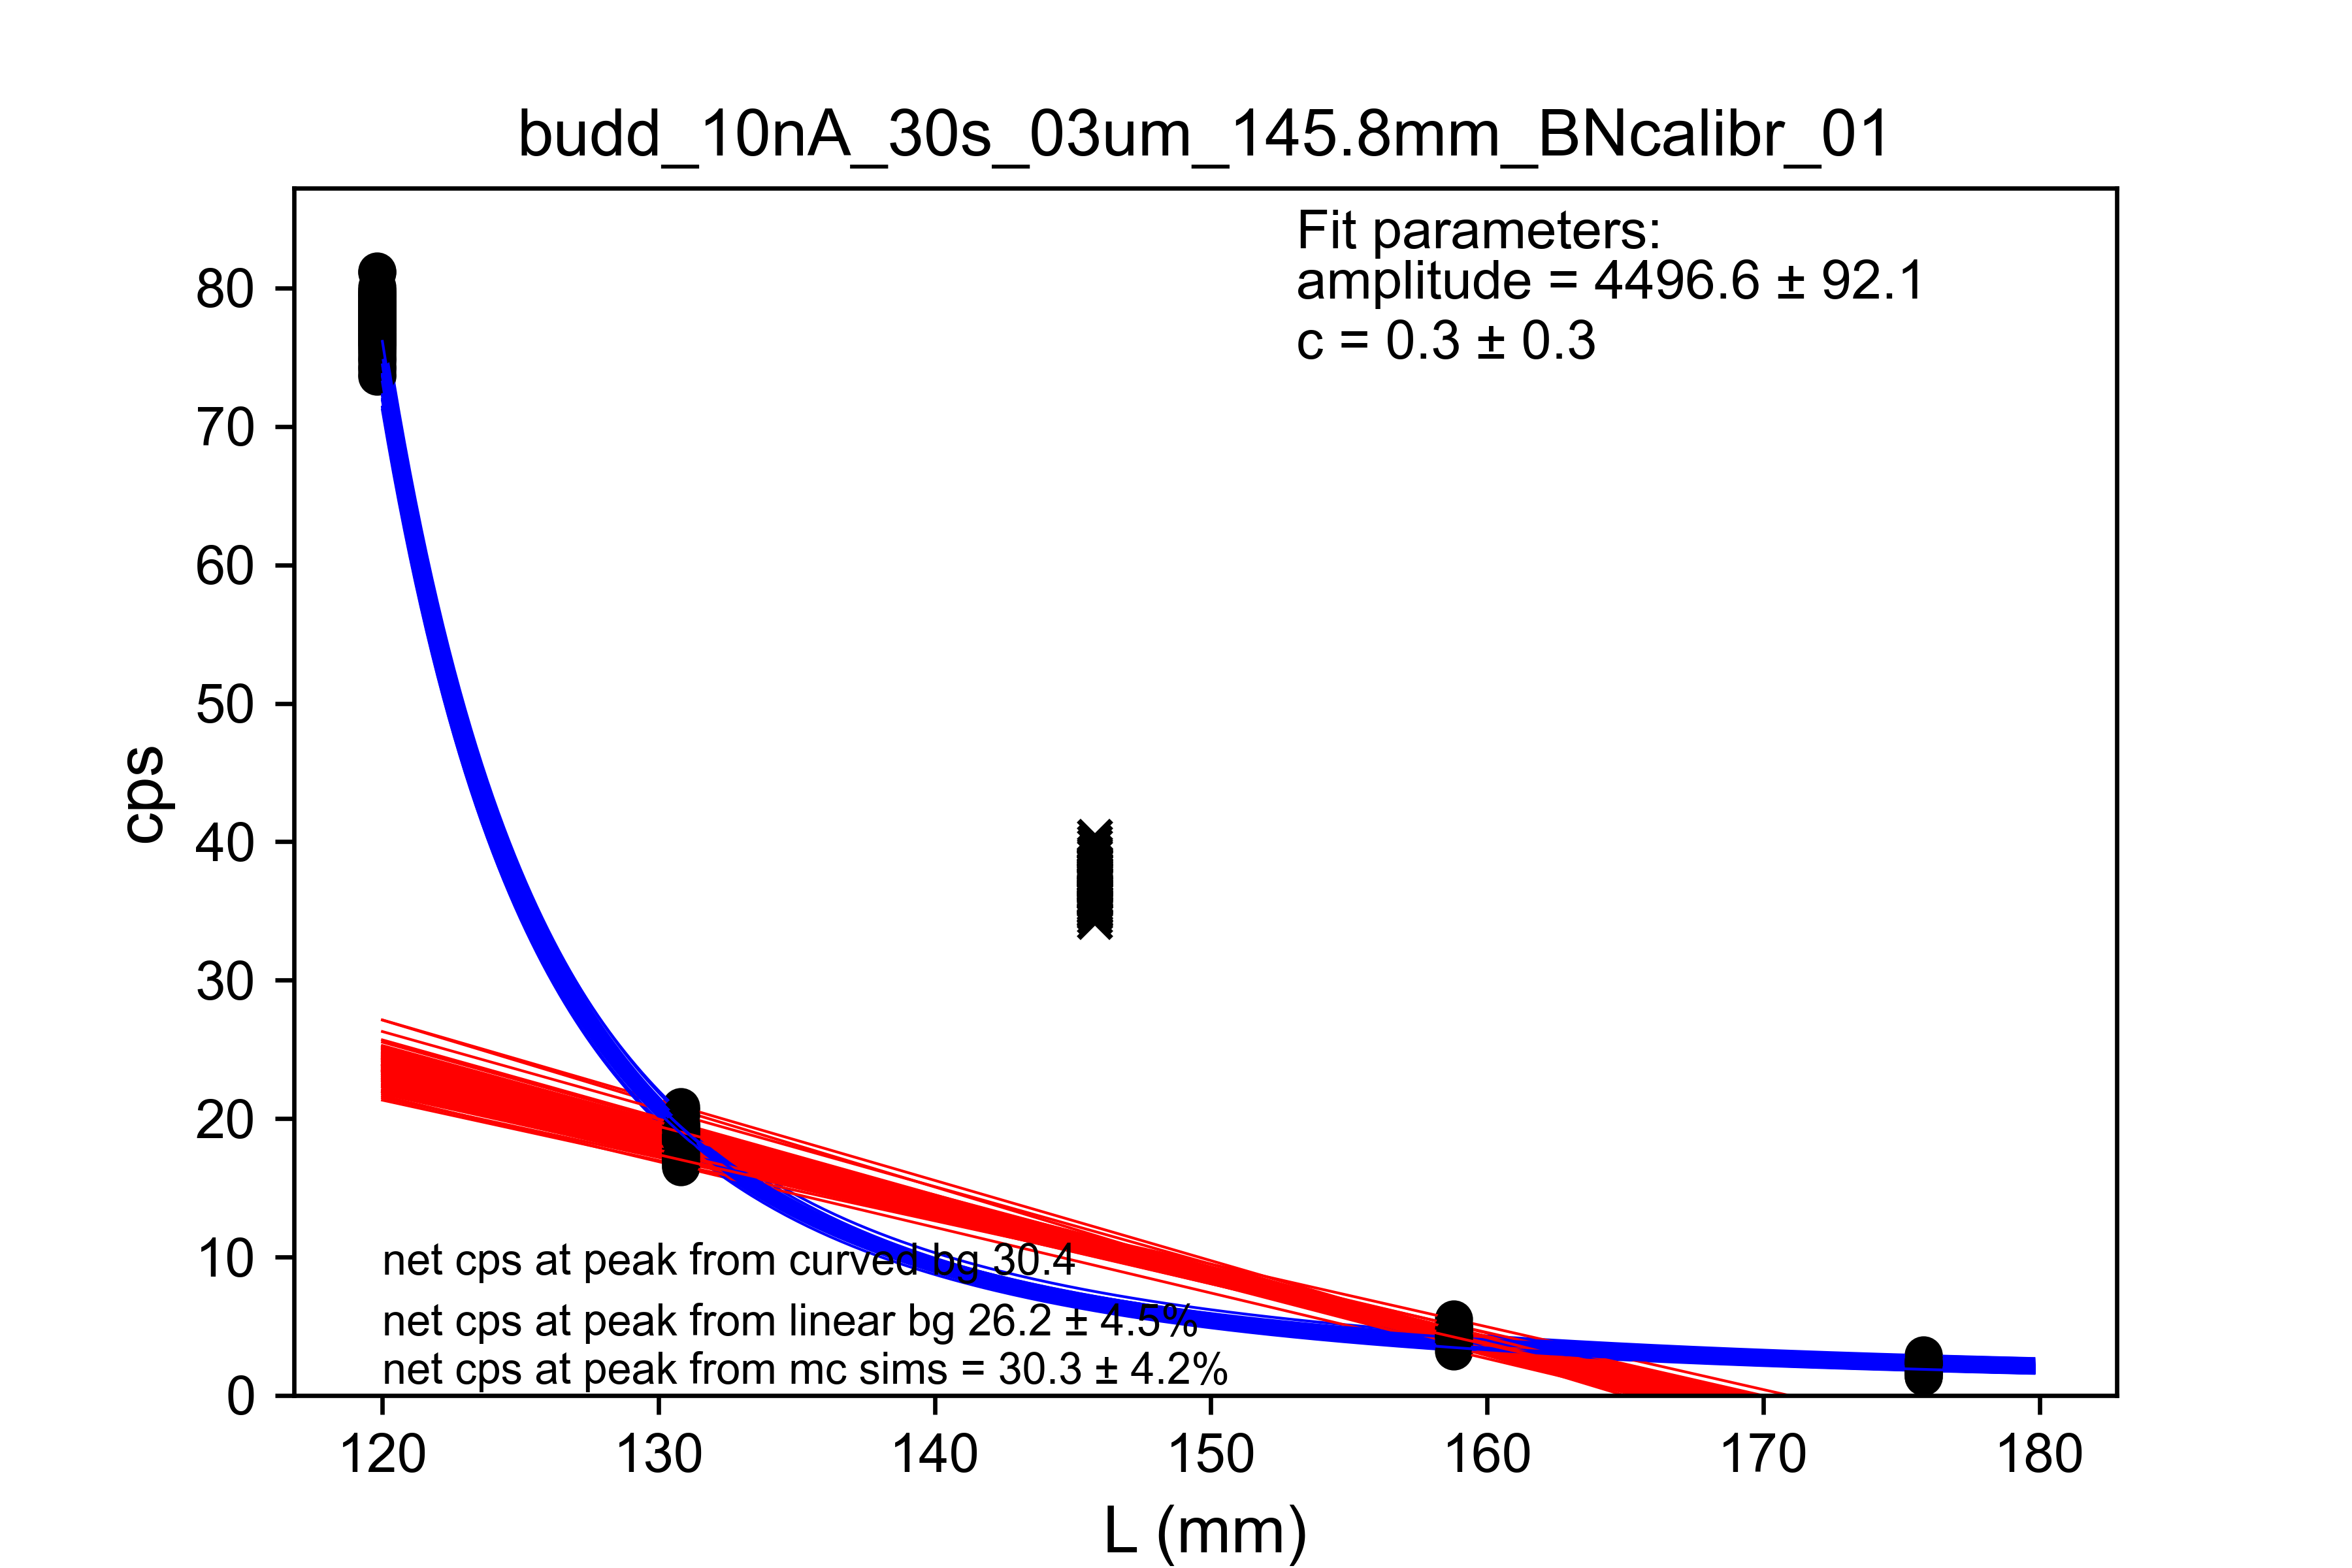 budd_10nA_30s_03um_145.8mm_BNcalibr_01
Fit parameters:
amplitude = 4496.6 ± 92.1
c = 0.3 ± 0.3
80
70
60
50
40
30
20
10
0
cps
net cps at peak from curved bg 30.4
net cps at peak from linear bg 26.2 ± 4.5%
net cps at peak from mc sims = 30.3 ± 4.2%
120 130 140 150 160 170 180
L (mm)